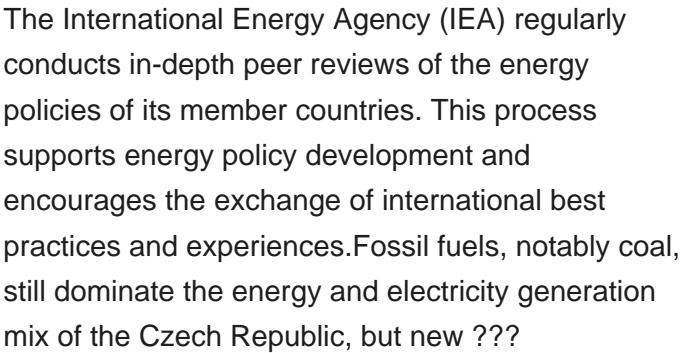 The International Energy Agency (IEA) regularly
conducts in-depth peer reviews of the energy
policies of its member countries. This process
supports energy policy development and
encourages the exchange of international best
practices and experiences.Fossil fuels, notably coal,
still dominate the energy and electricity generation
mix of the Czech Republic, but new ???